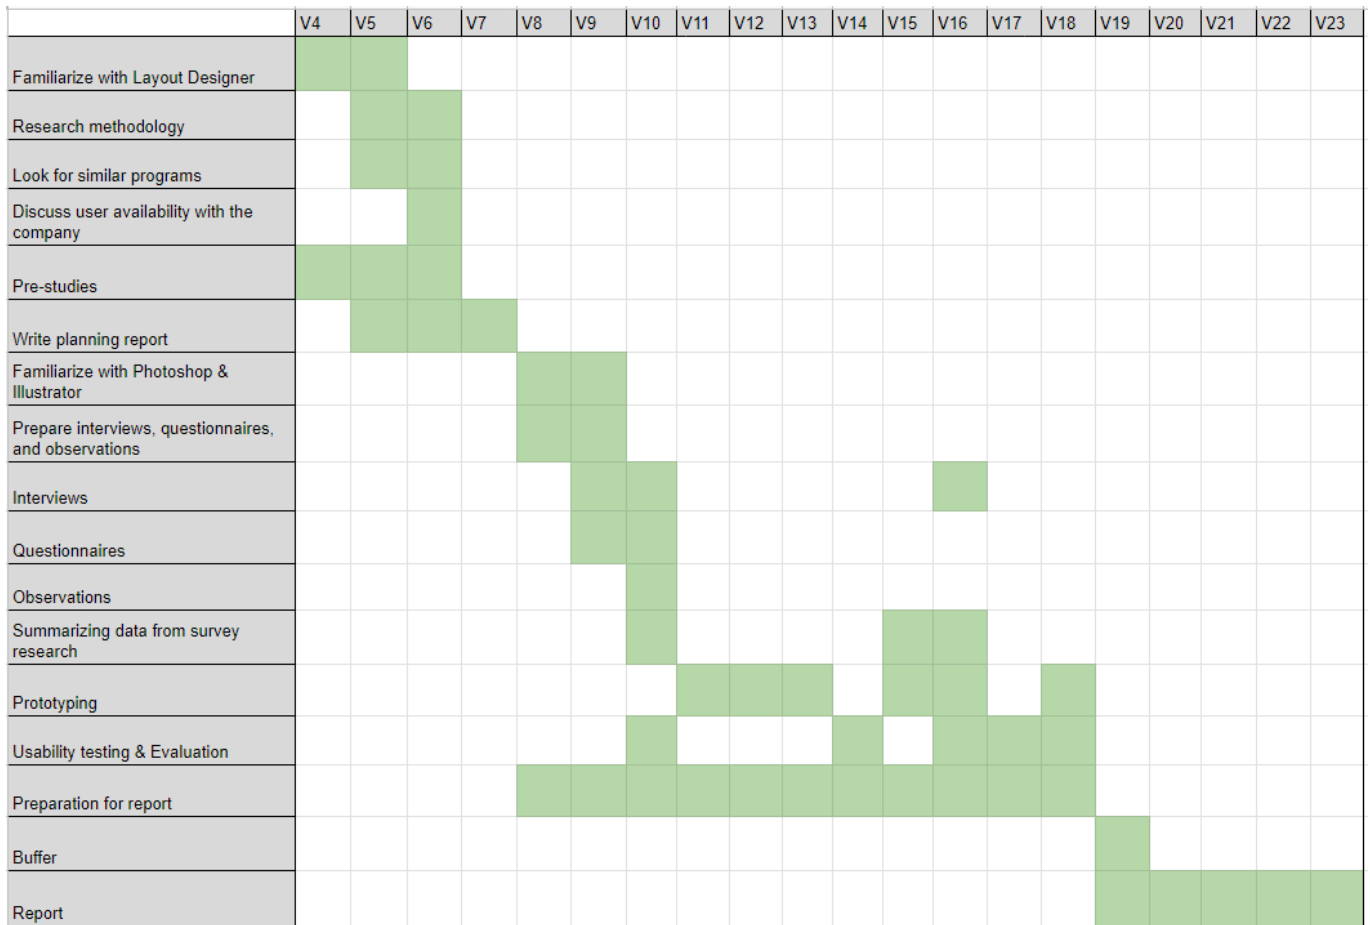 V4 V5 V6 V7 V8 V9 V10 V11 V12 V13 V14 V15 V16 V17 V18 V19 V20 V21 V22 V23
Familiarize with Layout Designer
Research methodology
Look for similar programs
Discuss user availability with the
company
Pre-studies
Write planning report
Familiarize with Photoshop &
Illustrator
Prepare interviews, questionnaires,
and observations
Interviews
Questionnaires
Observations
Summarizing data from survey
research
Prototyping
Usability testing & Evaluation
Preparation for report
Buffer
Report